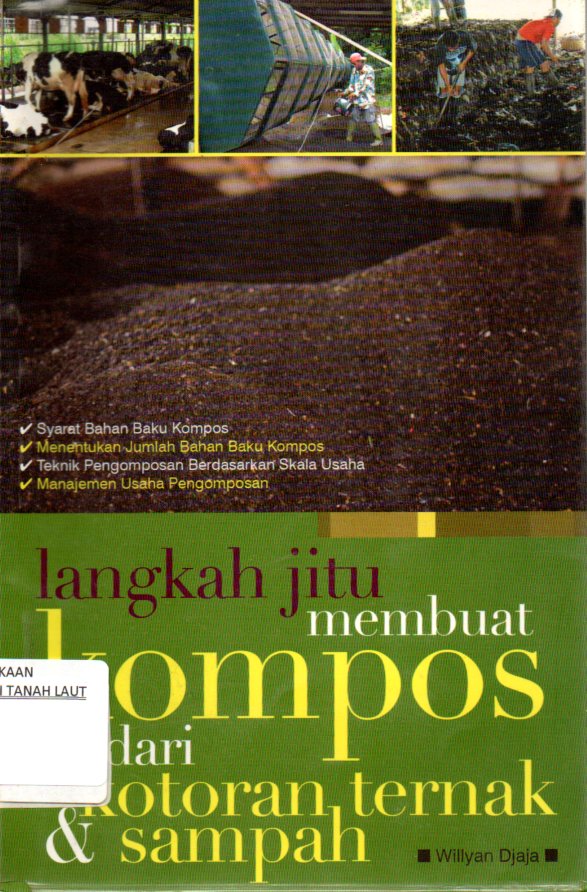 ✔ Syarat Bahan Baku Kompos
✔ Menentukan Jumlah Bahan Baku Kompos
✔ Teknik Pengomposan Berdasarkan Skala Usaha
✔ Manajemen Usaha Pengomposan
langkah jitu
membuat
kompos
KAAN
I TANAH LAUT
dari
kotoran ternak
& sampah
■ Willyan Djaja ■